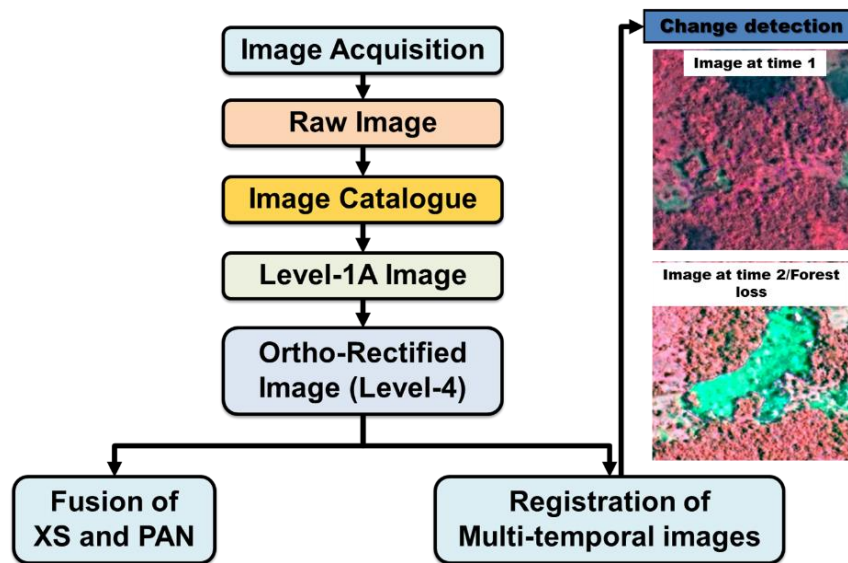 Image Acquisition
Raw Image
Image Catalogue
Level-1A Image
Ortho-Rectified
Image (Level-4)
Fusion of
XS and PAN
Registration of
Multi-temporal images
Change detection
Image at time 1
Image at time 2/Forest
loss